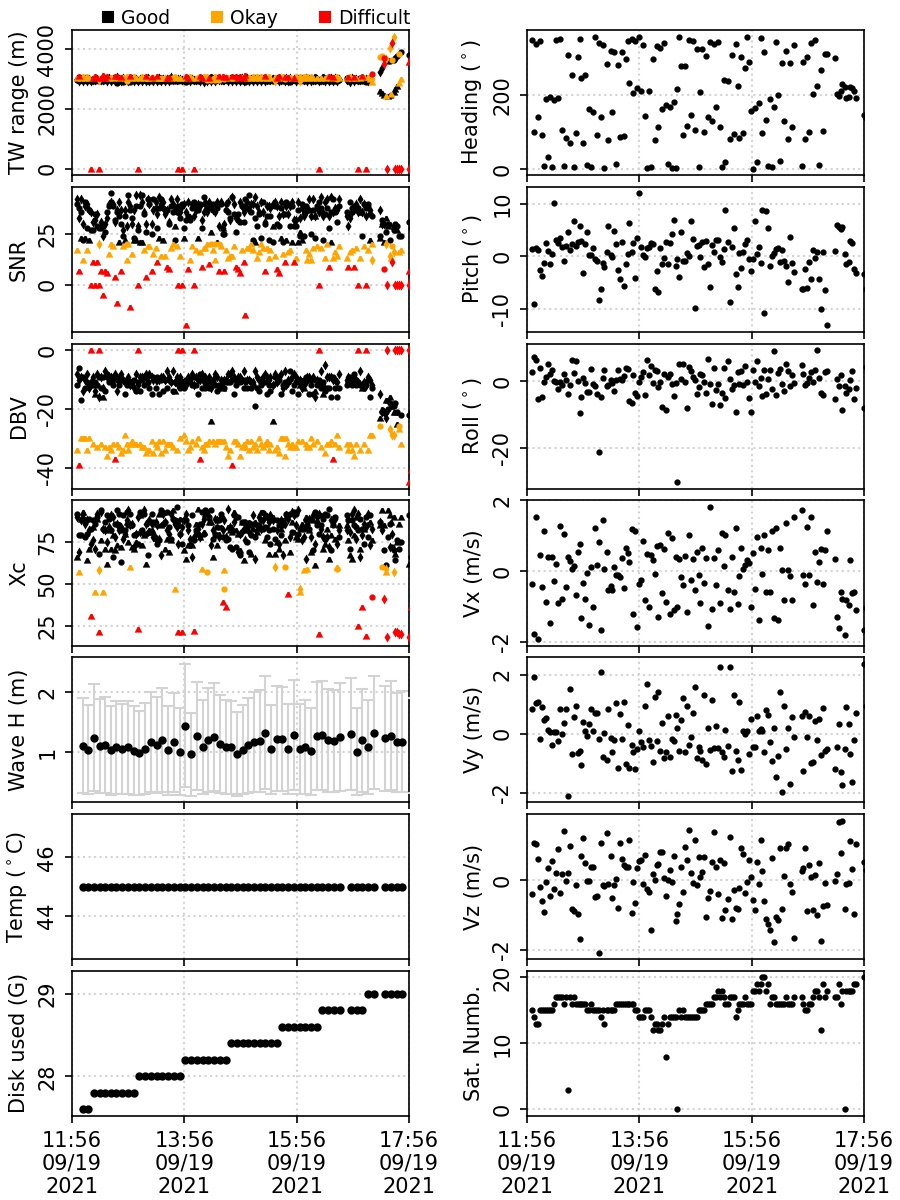 Good Okay Difficult
TW range (m)
4000
2000
0
Heading (°)
200
0
SNR
25
0
Pitch (°)
10
0
-10
DBV
0
-20
-40
Roll (°)
0
-20
Xc
75
50
25
Vx (m/s)
2
0
-2
Wave H (m)
2
1
Vy (m/s)
2
0
-2
Temp (°C)
46
44
Vz (m/s)
0
-2
Disk used (G)
29
28
Sat. Numb.
20
10
0
11:56 13:56 15:56 17:56
09/19 09/19 09/19 09/19
2021 2021 2021 2021
11:56 13:56 15:56 17:56
09/19 09/19 09/19 09/19
2021 2021 2021 2021